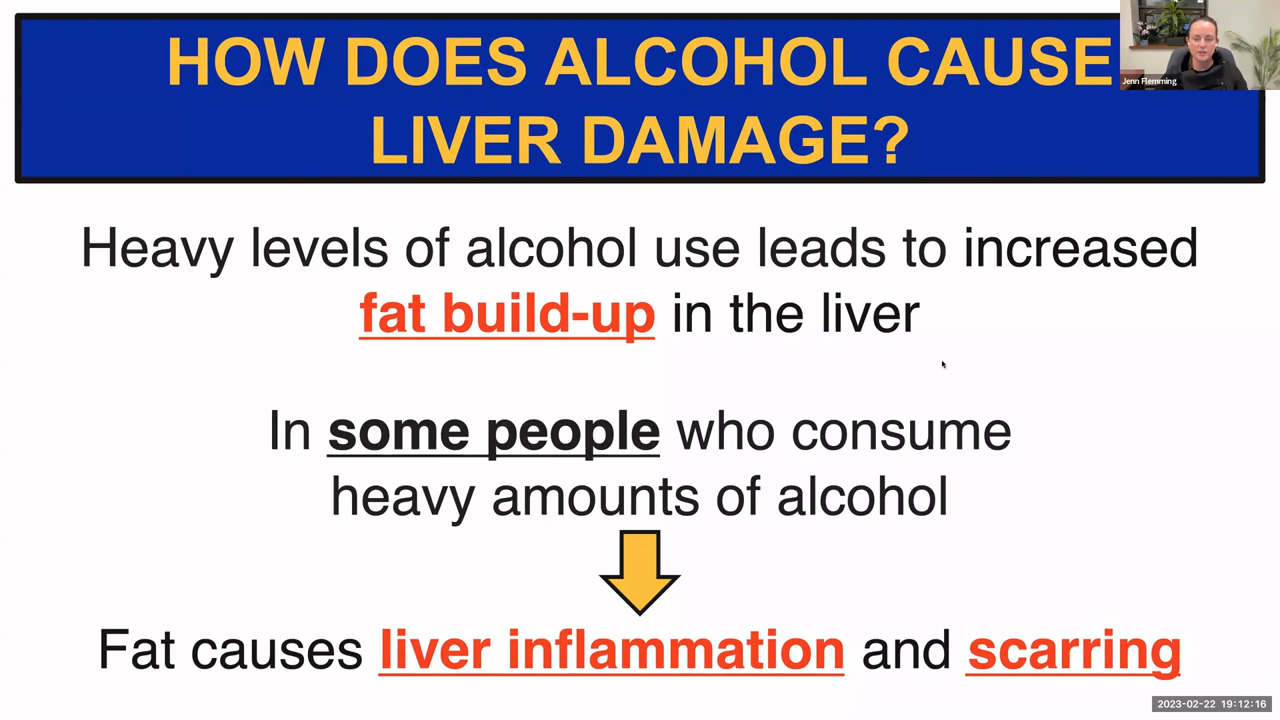 HOW DOES ALCOHOL CAUSE
LIVER DAMAGE?
Jenn Flemming
Heavy levels of alcohol use leads to increased
fat build-up in the liver
In some people who consume
heavy amounts of alcohol
Fat causes liver inflammation and scarring
2023-02-22 19:12:16